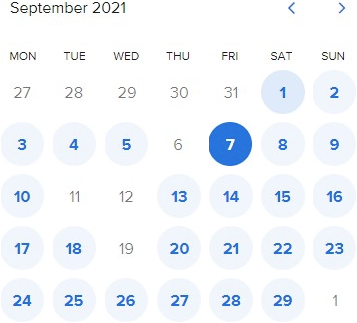 September 2021
MON TUE WED THU FRI SAT SUN
27 28 29 30 31 1 2
3 4 5 6 7 8 9
10 11 12 13 14 15 16
17 18 19 20 21 22 23
24 25 26 27 28 29 1